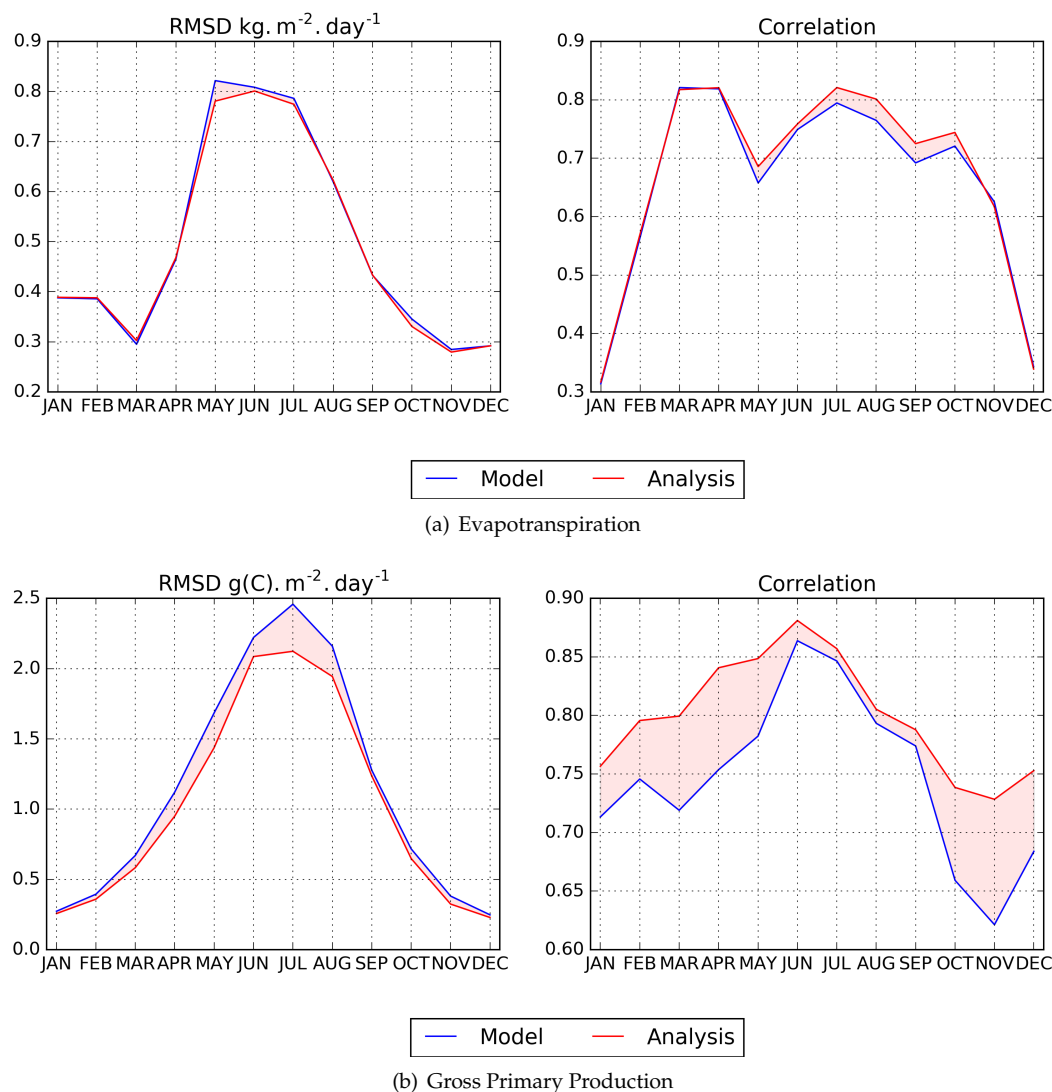 RMSD kg. m⁻². day⁻¹
0.9
0.8
0.7
0.6
0.5
0.4
0.3
0.2
JAN FEB MAR APR MAY JUN JUL AUG SEP OCT NOV DEC
Correlation
0.9
0.8
0.7
0.6
0.5
0.4
0.3
JAN FEB MAR APR MAY JUN JUL AUG SEP OCT NOV DEC
Model Analysis
(a) Evapotranspiration
RMSD g(C). m⁻². day⁻¹
2.5
2.0
1.5
1.0
0.5
0.0
JAN FEB MAR APR MAY JUN JUL AUG SEP OCT NOV DEC
Correlation
0.90
0.85
0.80
0.75
0.70
0.65
0.60
JAN FEB MAR APR MAY JUN JUL AUG SEP OCT NOV DEC
Model Analysis
(b) Gross Primary Production